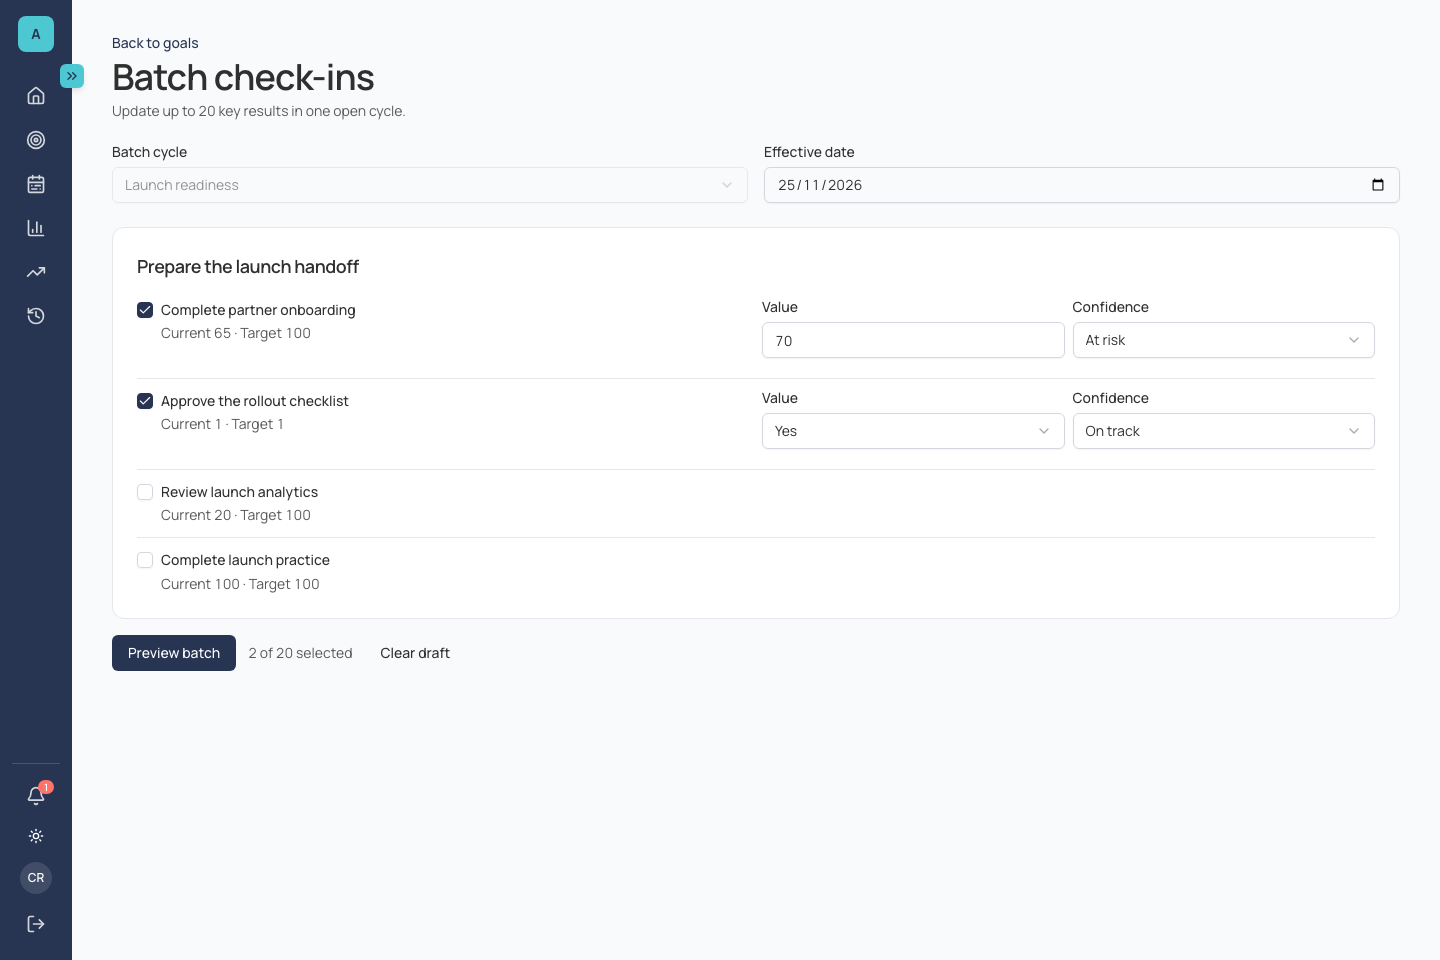 A
Back to goals
Batch check-ins
Update up to 20 key results in one open cycle.
Batch cycle
Effective date
Launch readiness
25/11/2026
Prepare the launch handoff
Complete partner onboarding
Current 65 · Target 100
Value
Confidence
70
At risk
Approve the rollout checklist
Current 1 · Target 1
Value
Confidence
Yes
On track
Review launch analytics
Current 20 · Target 100
Complete launch practice
Current 100 · Target 100
Preview batch
2 of 20 selected
Clear draft
1
CR